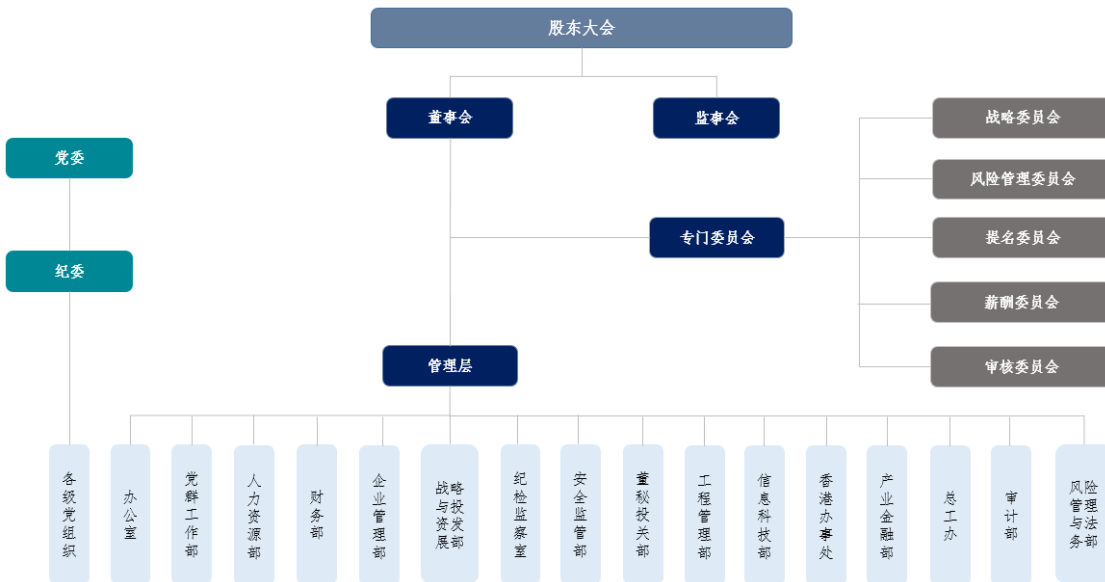 股东大会
董事会
监事会
战略委员会
党委
风险管理委员会
专门委员会
提名委员会
纪委
薪酬委员会
管理层
审核委员会
各级党组织
办公室
党群工作部
人力资源部
财务部
企业管理部
战略与投资发展部
纪检监察室
安全监管部
董秘投关部
工程管理部
信息科技部
香港办事处
产业金融部
总工办
审计部
风险管理与法务部